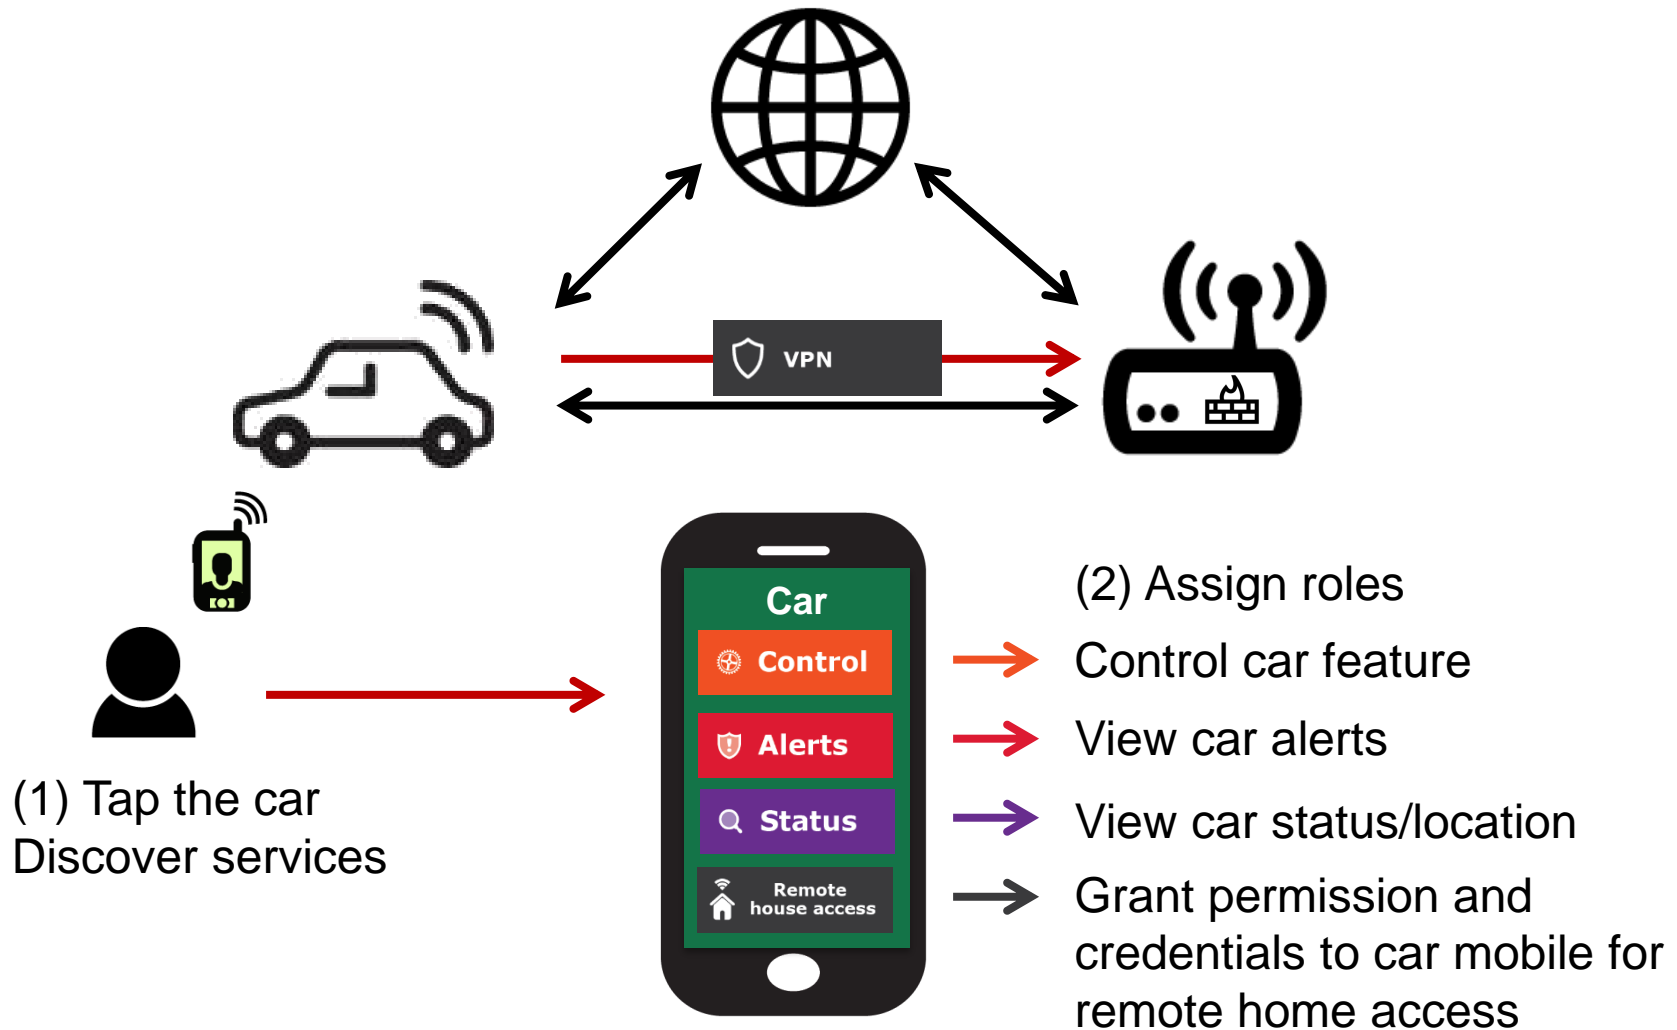 VPN
(1) Tap the car
Discover services
Car
Control
Alerts
Status
Remote
house access
(2) Assign roles
Control car feature
View car alerts
View car status/location
Grant permission and
credentials to car mobile for
remote home access